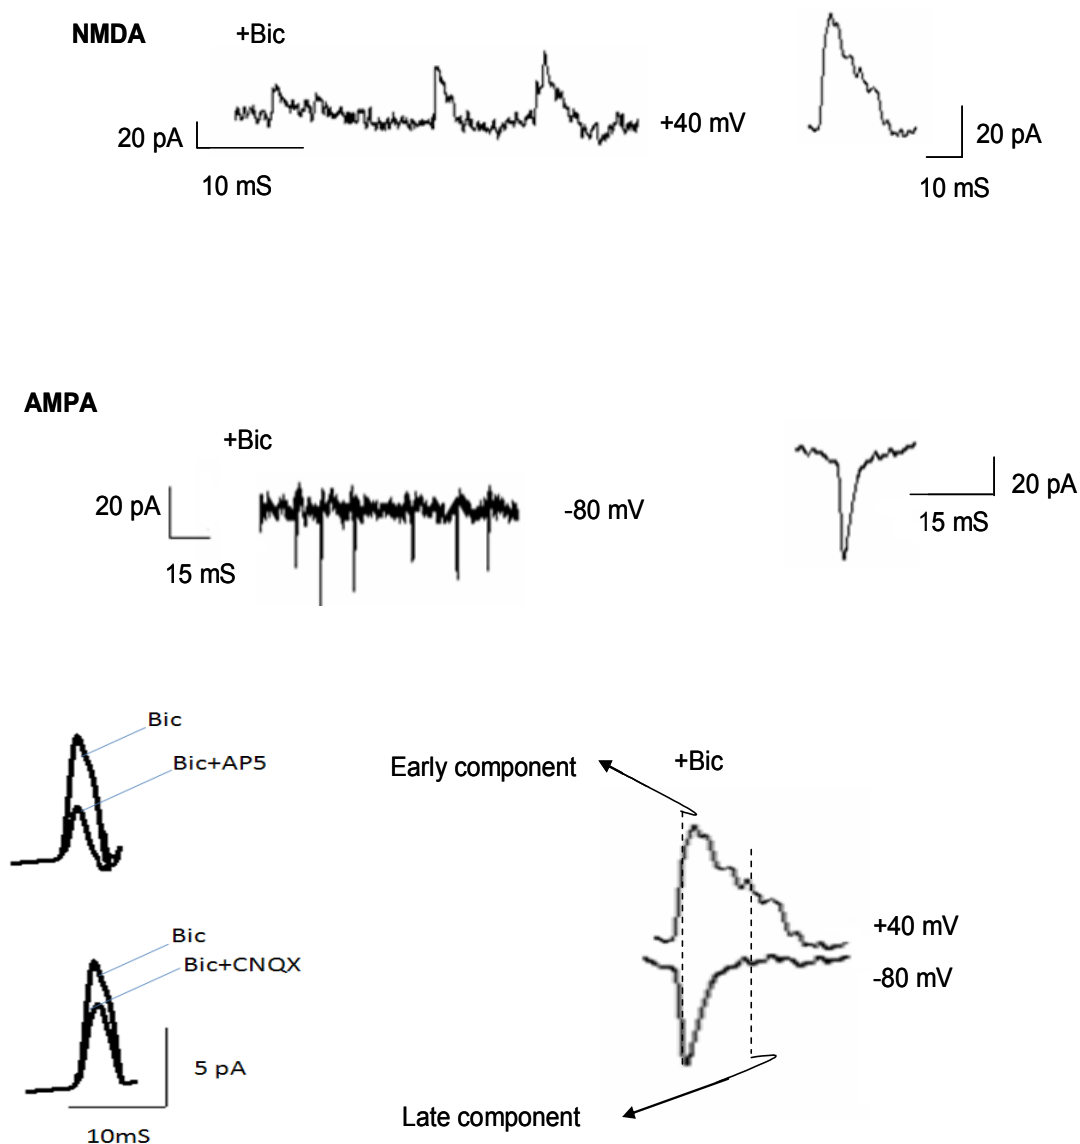 NMDA
+Bic
20 pA
10 mS
+40 mV
20 pA
10 mS
AMPA
+Bic
20 pA
15 mS
-80 mV
20 pA
15 mS
Bic
Bic+AP5
Bic
Bic+CNQX
5 pA
10mS
Early component
+Bic
+40 mV
-80 mV
Late component